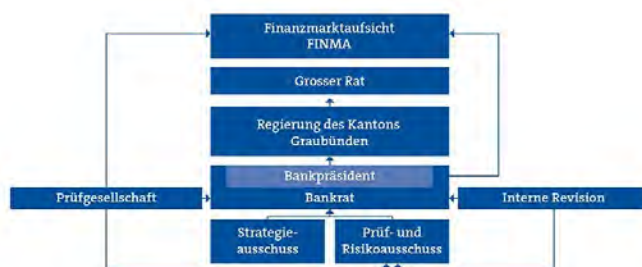 Finanzmarktaufsicht
FINMA
Grosser Rat
Regierung des Kantons
Graubünden
Bankpräsident
Prüfgesellschaft
Bankrat
Interne Revision
Strategie-
ausschuss
Prüf- und
Risikoausschuss